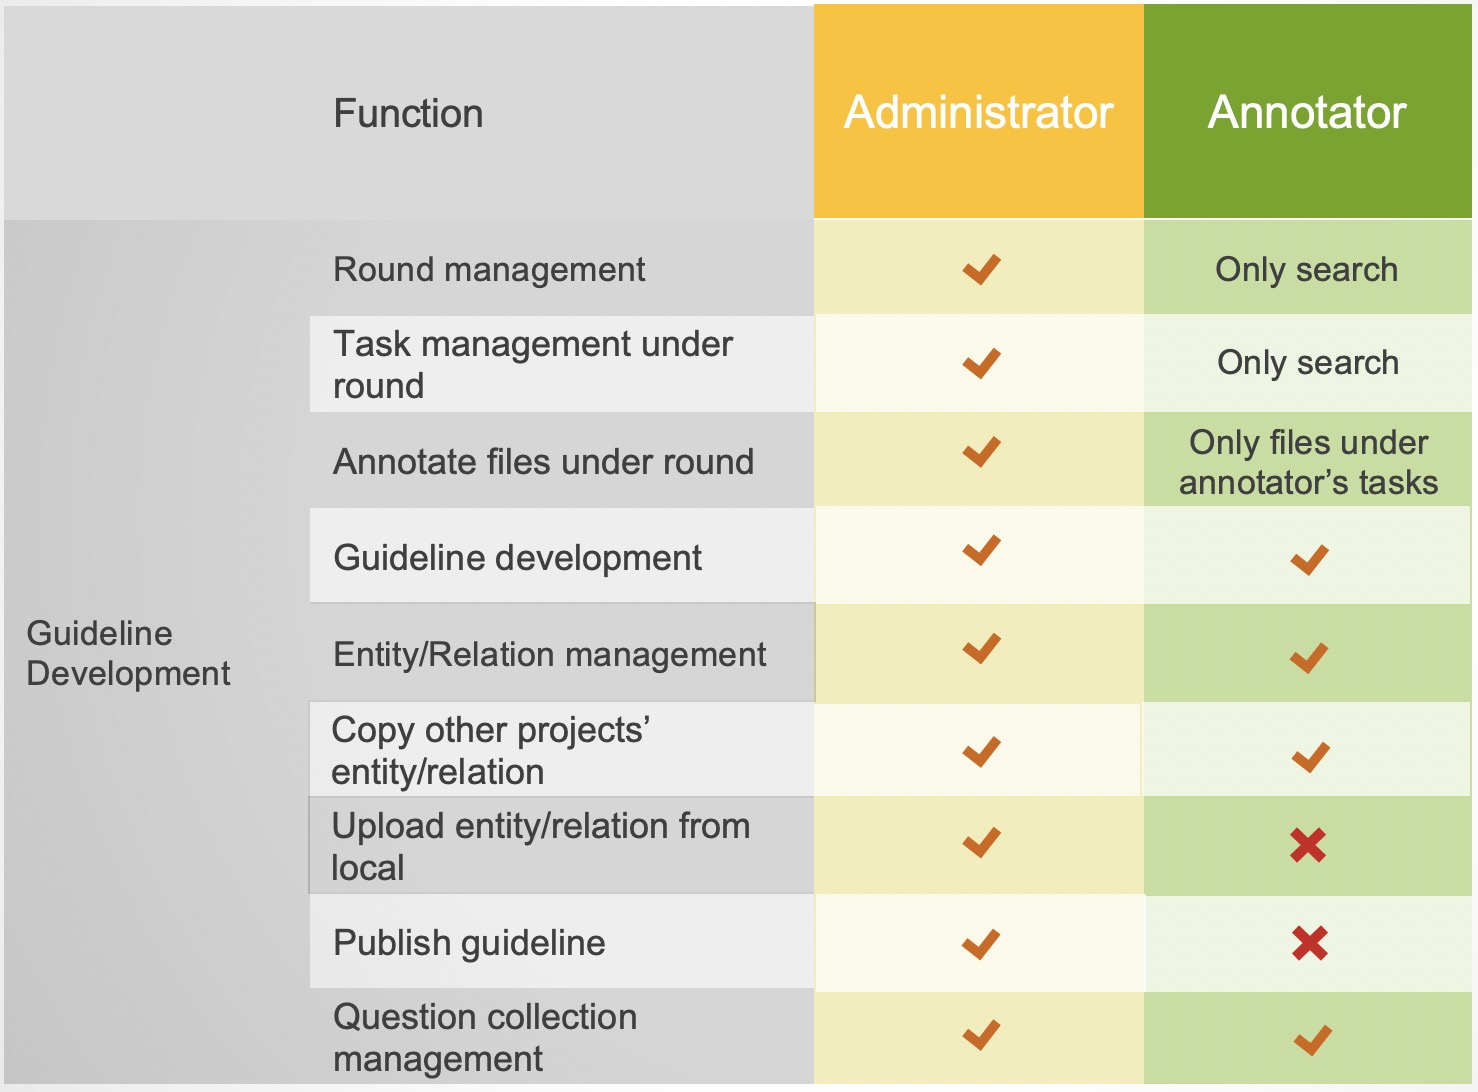 Function
Administrator
Annotator
Guideline
Development
Round management
Only search
Task management under
round
Only search
Annotate files under round
Only files under
annotator’s tasks
Guideline development
Entity/Relation management
Copy other projects’
entity/relation
Upload entity/relation from
local
Publish guideline
Question collection
management